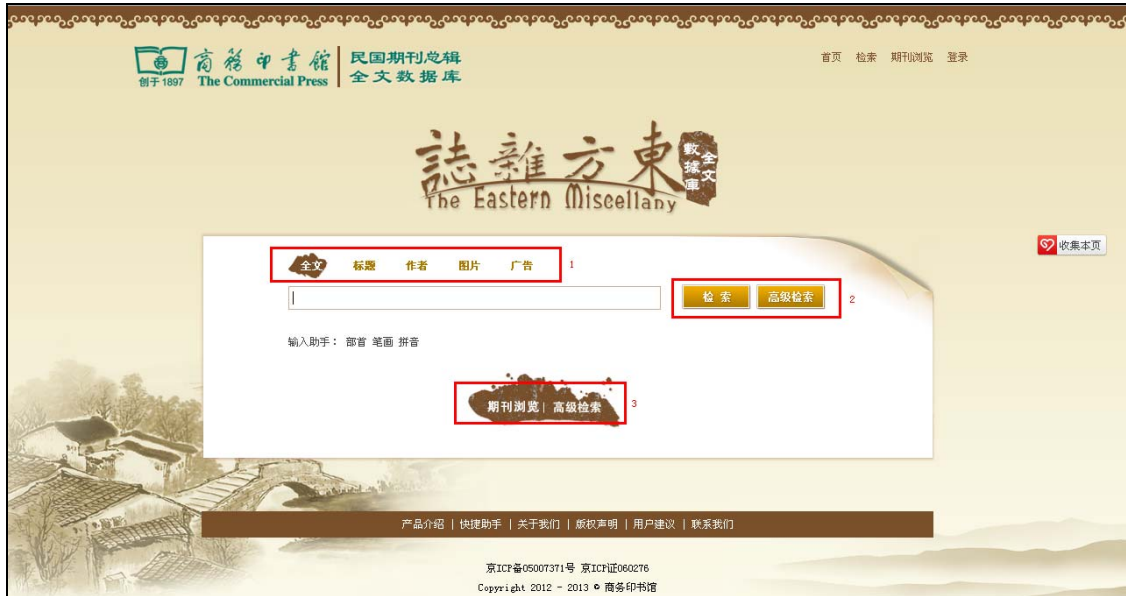 商務印書館 民国期刊总辑
创于1897 The Commercial Press 全文数据库
首页 检索 期刊浏览 登录
誌雜方東
全文
數據庫
The Eastern Miscellany
收集本页
全文 标题 作者 图片 广告 1
检 索 高级检索 2
输入助手： 部首 笔画 拼音
期刊浏览| 高级检索 3
产品介绍 | 快捷助手 | 关于我们 | 版权声明 | 用户建议 | 联系我们
京ICP备05007371号 京ICP证060276
Copyright 2012 - 2013 © 商务印书馆